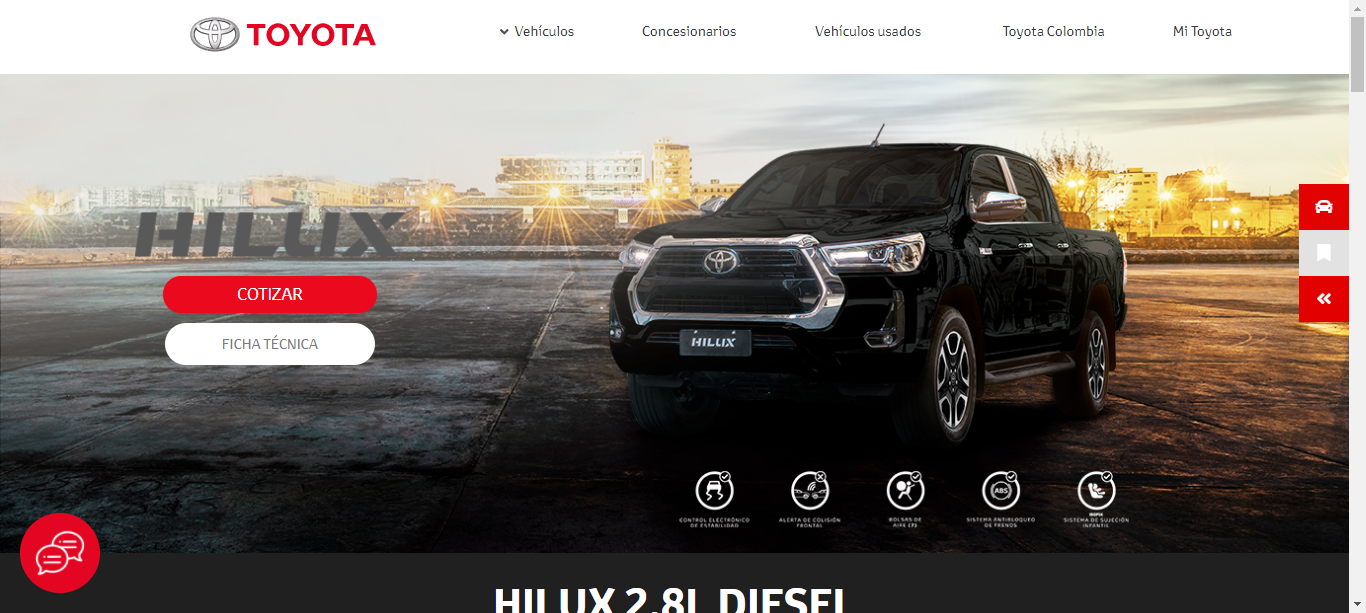 TOYOTA
Vehículos
Concesionarios
Vehículos usados
Toyota Colombia
Mi Toyota
HILUX
COTIZAR
FICHA TÉCNICA
HILUX
ABS
CONTROL ELECTRÓNICO
DE ESTABILIDAD
ALERTA DE COLISIÓN
FRONTAL
BOLSAS DE
AIRE (7)
SISTEMA ANTIBLOQUEO
DE FRENOS
ISOFIX
SISTEMA DE SUJECIÓN
INFANTIL
HILUX 2.8L DIESEL